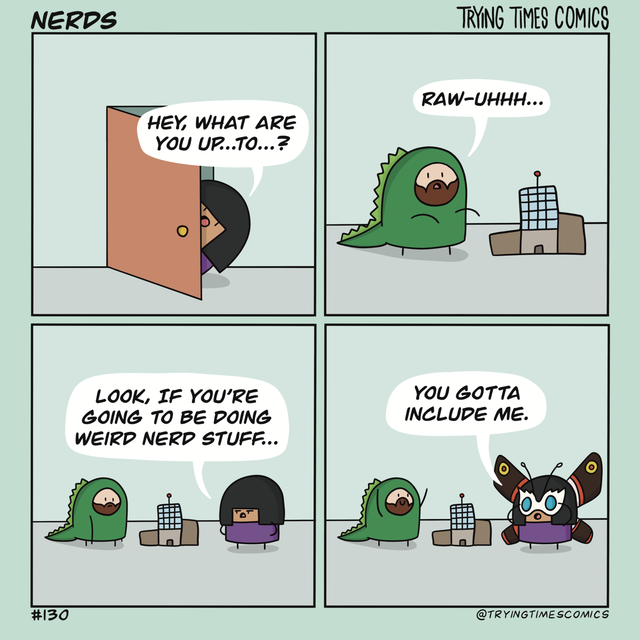 NERDS
TRYING TIMES COMICS
HEY, WHAT ARE
YOU UP...TO...?
RAW-UHHH...
LOOK, IF YOU'RE
GOING TO BE DOING
WEIRD NERD STUFF...
YOU GOTTA
INCLUDE ME.
#130
@TRYINGTIMESCOMICS